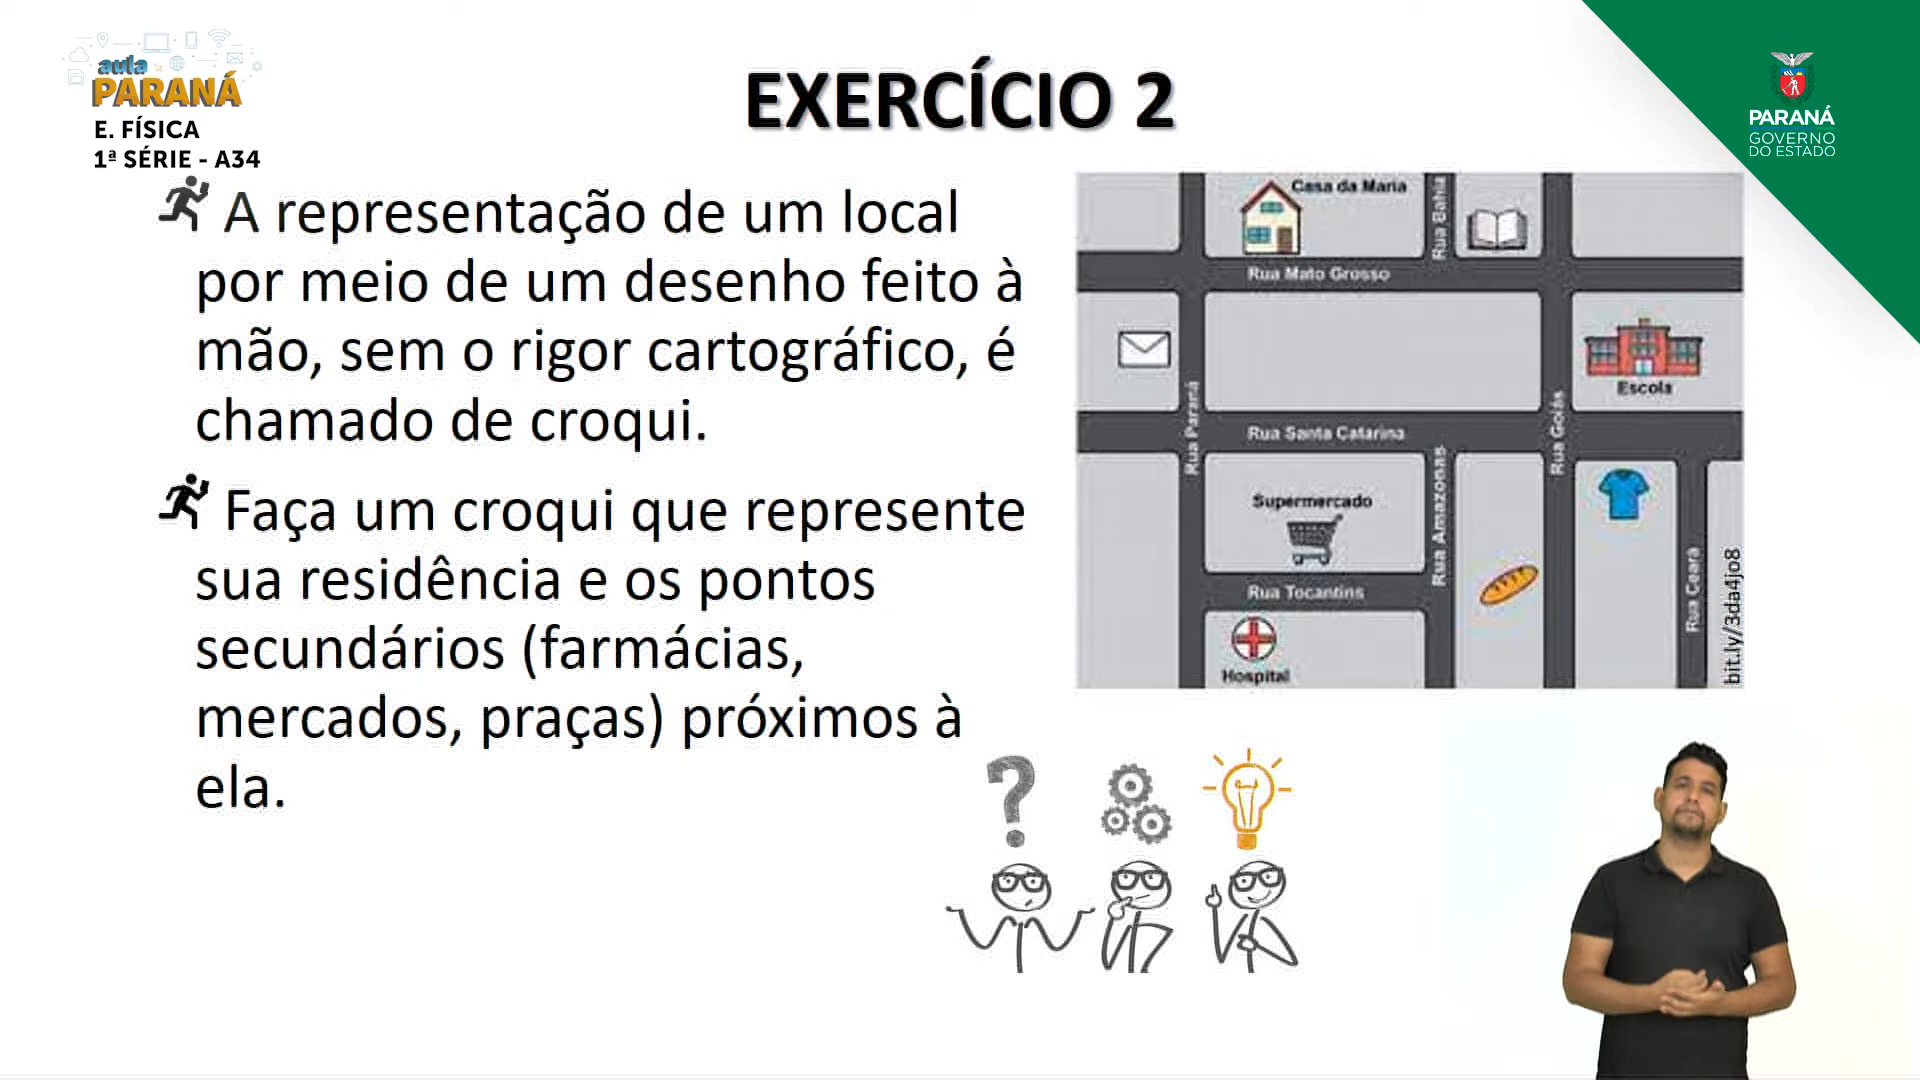 aula
PARANÁ
E. FÍSICA
1ª SÉRIE - A34
EXERCÍCIO 2
PARANÁ
GOVERNO
DO ESTADO
A representação de um local
por meio de um desenho feito à
mão, sem o rigor cartográfico, é
chamado de croqui.
Faça um croqui que represente
sua residência e os pontos
secundários (farmácias,
mercados, praças) próximos à
ela.
Casa da Maria
Rua Bahia
Rua Mato Grosso
Escola
Rua Paraná
Rua Goiás
Rua Santa Catarina
Supermercado
Rua Amazonas
Rua Tocantins
Rua Ceará
Hospital
bit.ly/3da4jo8
?